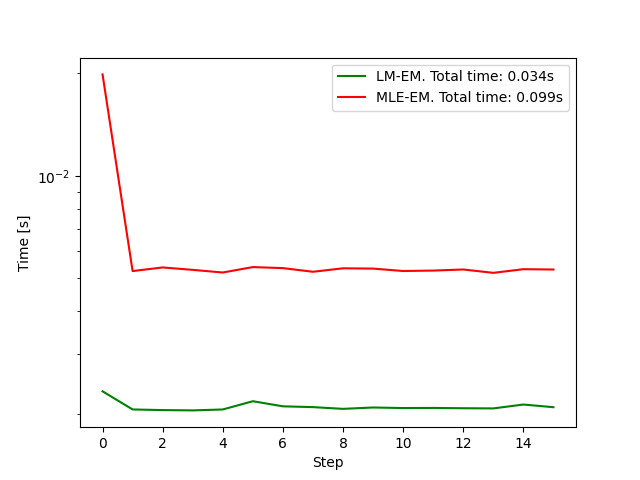 LM-EM. Total time: 0.034s
MLE-EM. Total time: 0.099s
10⁻²
Time [s]
0 2 4 6 8 10 12 14
Step